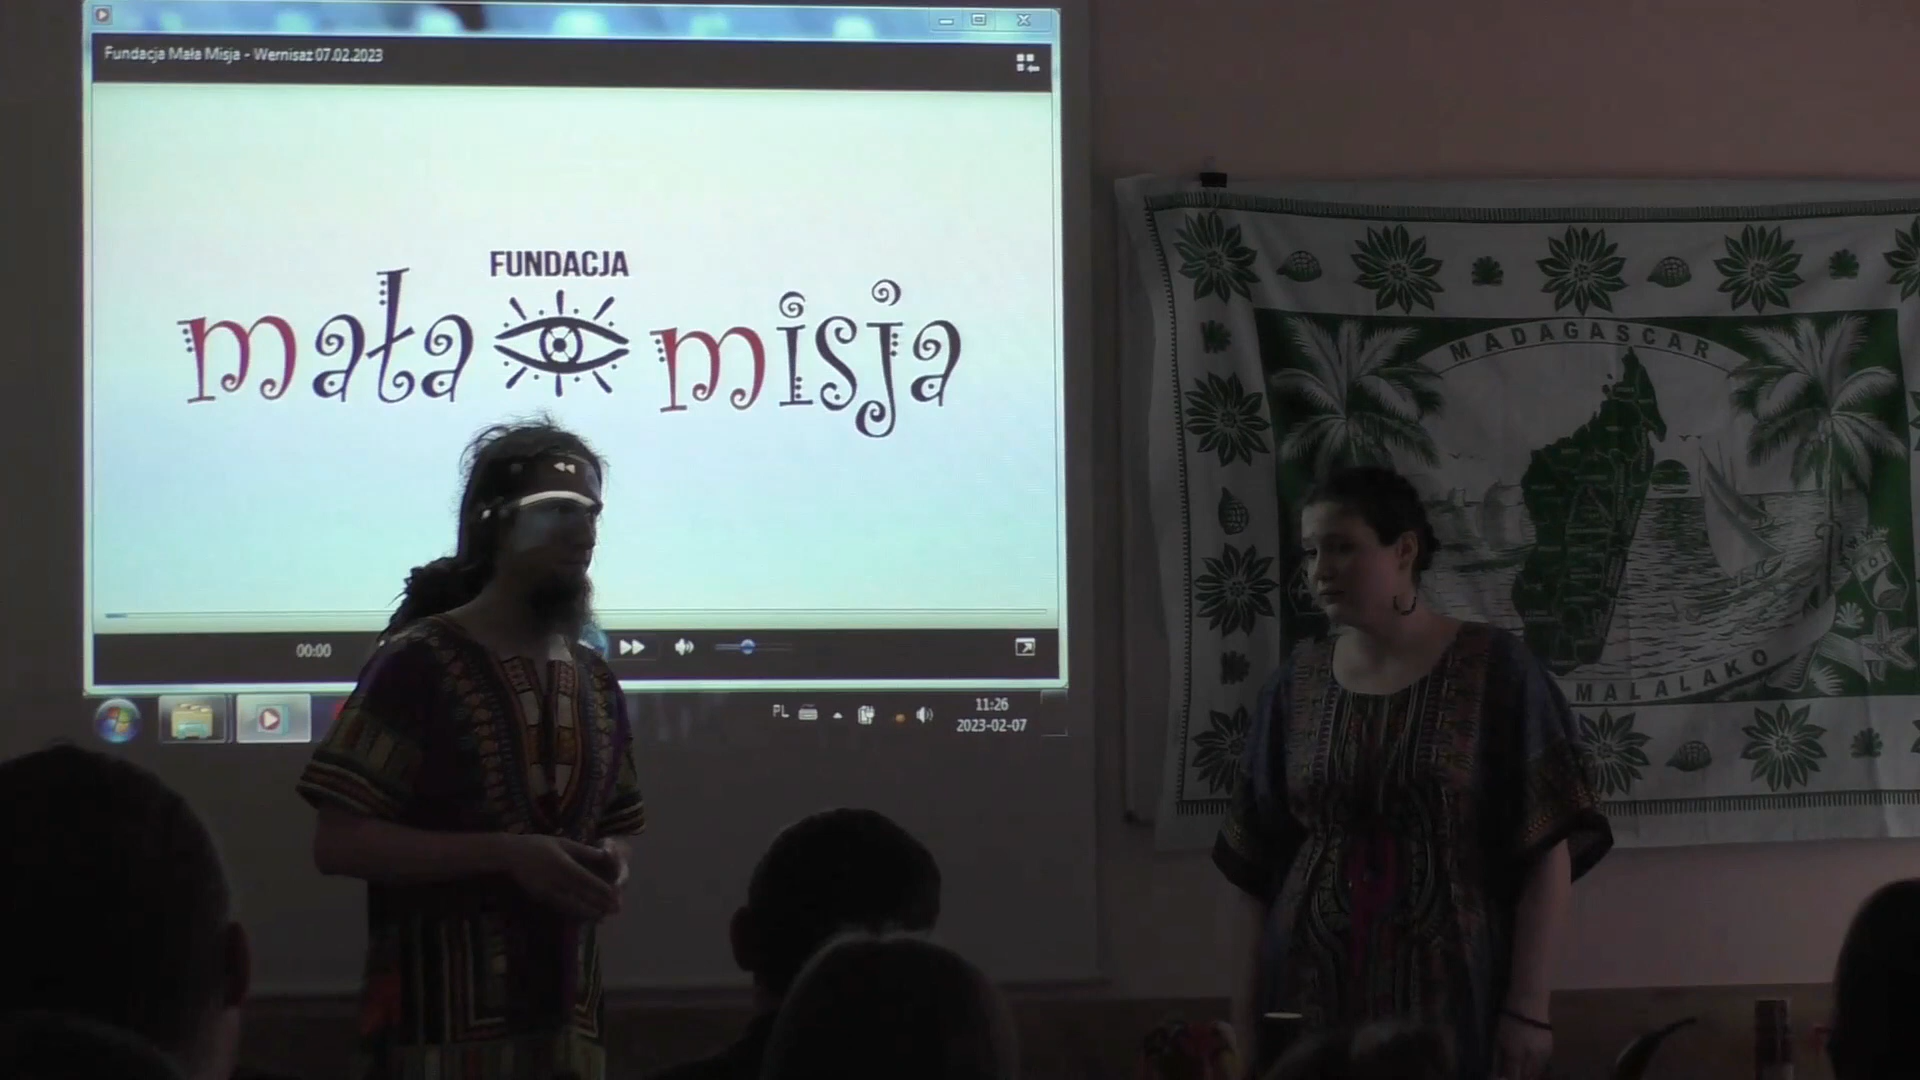 Fundacja Mała Misja - Wernisaż 07.02.2023
FUNDACJA
mała misja
00:00
PL
11:26
2023-02-07
MADAGASCAR
MALALAKO